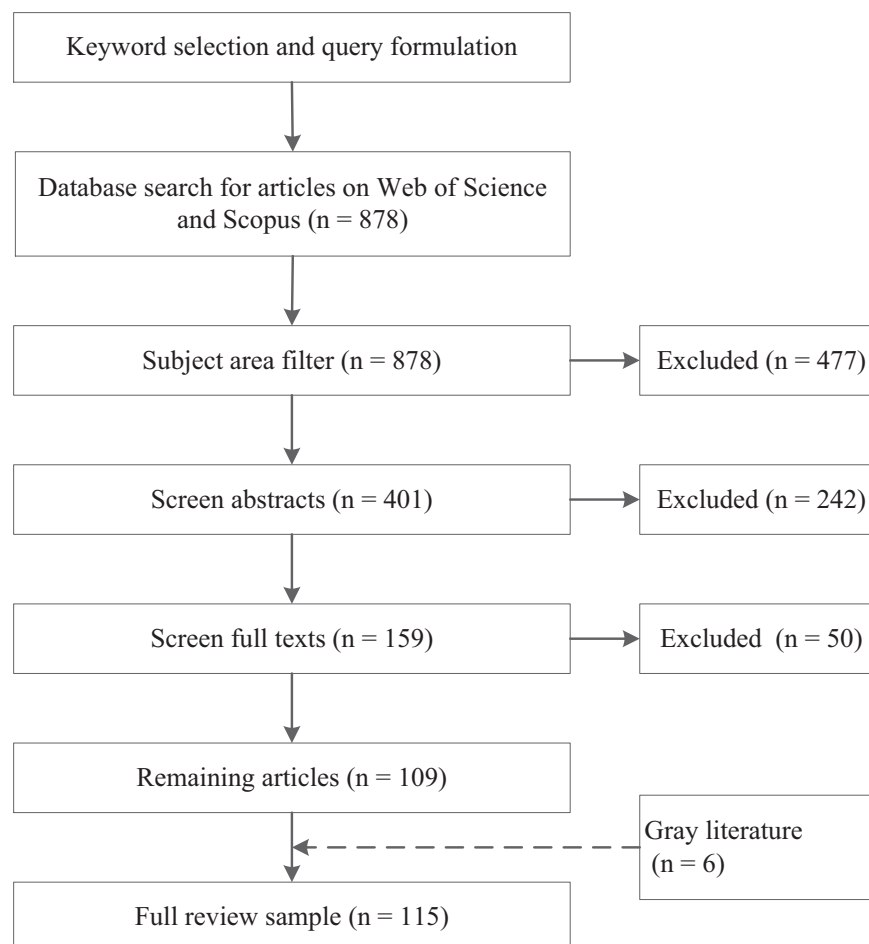 Keyword selection and query formulation
Database search for articles on Web of Science
and Scopus (n = 878)
Subject area filter (n = 878)
Excluded (n = 477)
Screen abstracts (n = 401)
Excluded (n = 242)
Screen full texts (n = 159)
Excluded (n = 50)
Remaining articles (n = 109)
Gray literature
(n = 6)
Full review sample (n = 115)